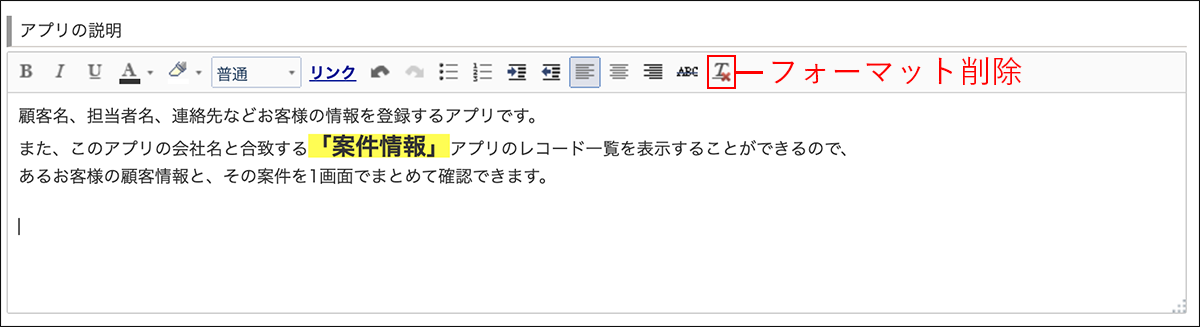 アプリの説明
B I U A 普通 リンク ABC T フォーマット削除
顧客名、担当者名、連絡先などお客様の情報を登録するアプリです。
また、このアプリの会社名と合致する「案件情報」アプリのレコード一覧を表示することができるので、
あるお客様の顧客情報と、その案件を1画面でまとめて確認できます。